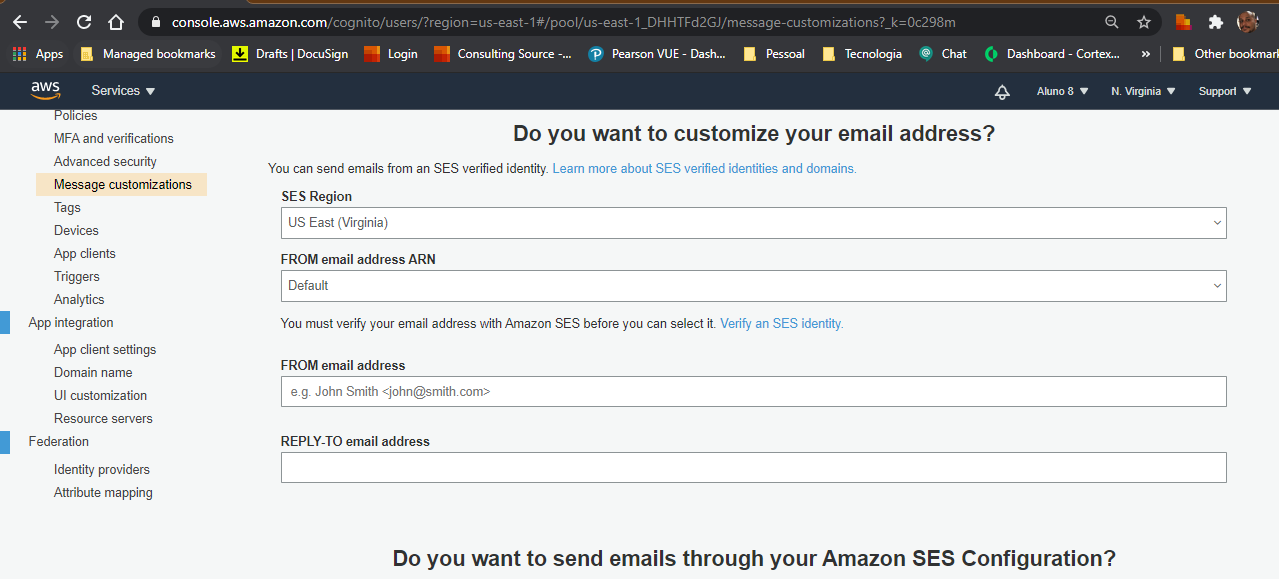 console.aws.amazon.com/cognito/users/?region=us-east-1#/pool/us-east-1_DHHTFd2GJ/message-customizations?_k=0c298m
Apps Managed bookmarks Drafts | DocuSign Login Consulting Source -... Pearson VUE - Dash... Pessoal Tecnologia Chat Dashboard - Cortex... » Other bookmar
aws Services Aluno 8 N. Virginia Support
Policies
MFA and verifications
Advanced security
Message customizations
Tags
Devices
App clients
Triggers
Analytics
App integration
App client settings
Domain name
UI customization
Resource servers
Federation
Identity providers
Attribute mapping
Do you want to customize your email address?
You can send emails from an SES verified identity. Learn more about SES verified identities and domains.
SES Region
US East (Virginia)
FROM email address ARN
Default
You must verify your email address with Amazon SES before you can select it. Verify an SES identity.
FROM email address
e.g. John Smith <john@smith.com>
REPLY-TO email address
Do you want to send emails through your Amazon SES Configuration?